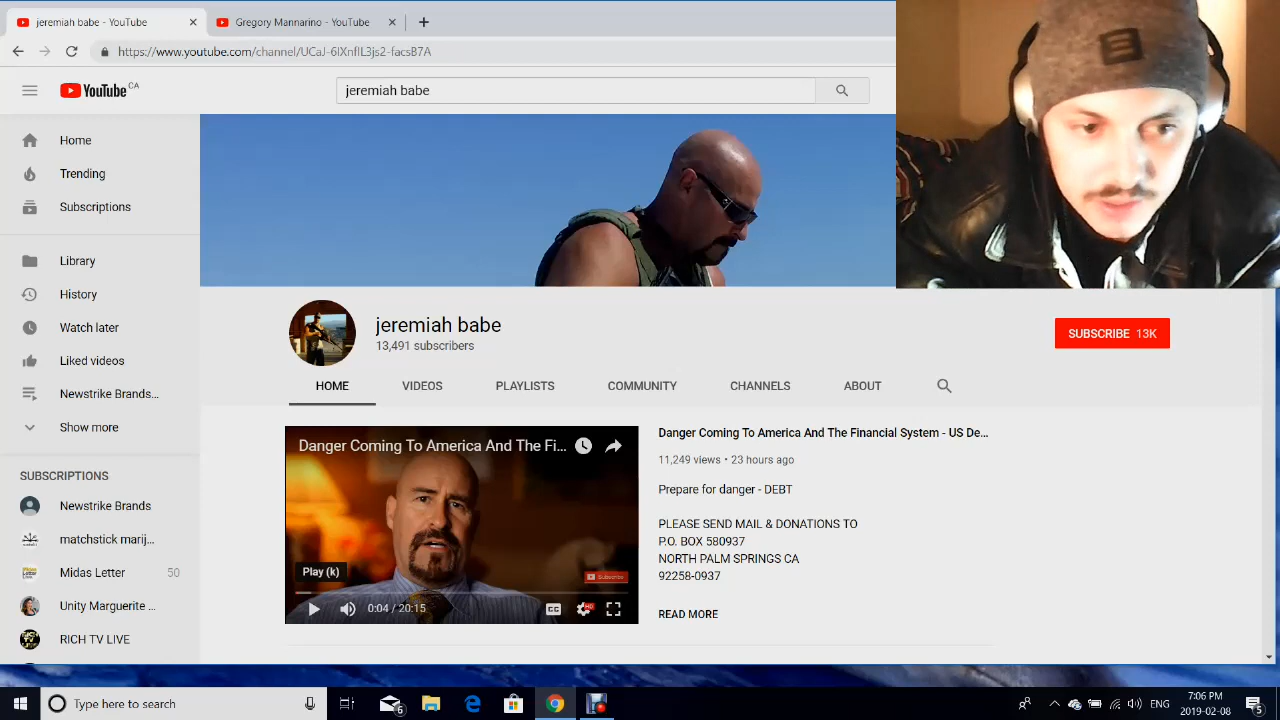 jeremiah babe - YouTube
Gregory Mannarino - YouTube
https://www.youtube.com/channel/UCaJ-6lXnflL3js2-facsB7A
YouTube CA
jeremiah babe
Home
Trending
Subscriptions
Library
History
Watch later
Liked videos
Newstrike Brands...
Show more
SUBSCRIPTIONS
Newstrike Brands
matchstick marij...
Midas Letter 50
Unity Marguerite ...
RICH TV LIVE
jeremiah babe
13,491 subscribers
SUBSCRIBE 13K
HOME VIDEOS PLAYLISTS COMMUNITY CHANNELS ABOUT
Danger Coming To America And The Fi...
Play (k)
Subscribe
0:04 / 20:15
CC
HD
Danger Coming To America And The Financial System - US De...
11,249 views • 23 hours ago
Prepare for danger - DEBT
PLEASE SEND MAIL & DONATIONS TO
P.O. BOX 580937
NORTH PALM SPRINGS CA
92258-0937
READ MORE
Type here to search
6
ENG
7:06 PM
2019-02-08
5